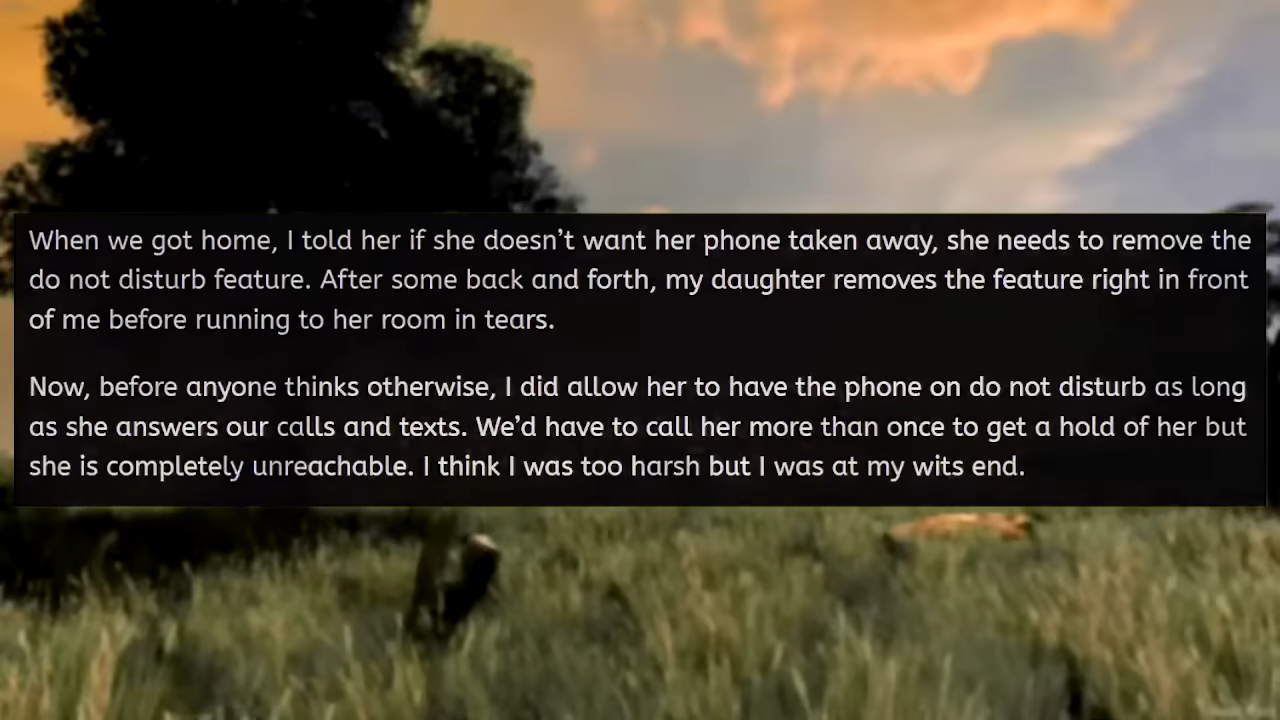 When we got home, I told her if she doesn’t want her phone taken away, she needs to remove the
do not disturb feature. After some back and forth, my daughter removes the feature right in front
of me before running to her room in tears.
Now, before anyone thinks otherwise, I did allow her to have the phone on do not disturb as long
as she answers our calls and texts. We’d have to call her more than once to get a hold of her but
she is completely unreachable. I think I was too harsh but I was at my wits end.